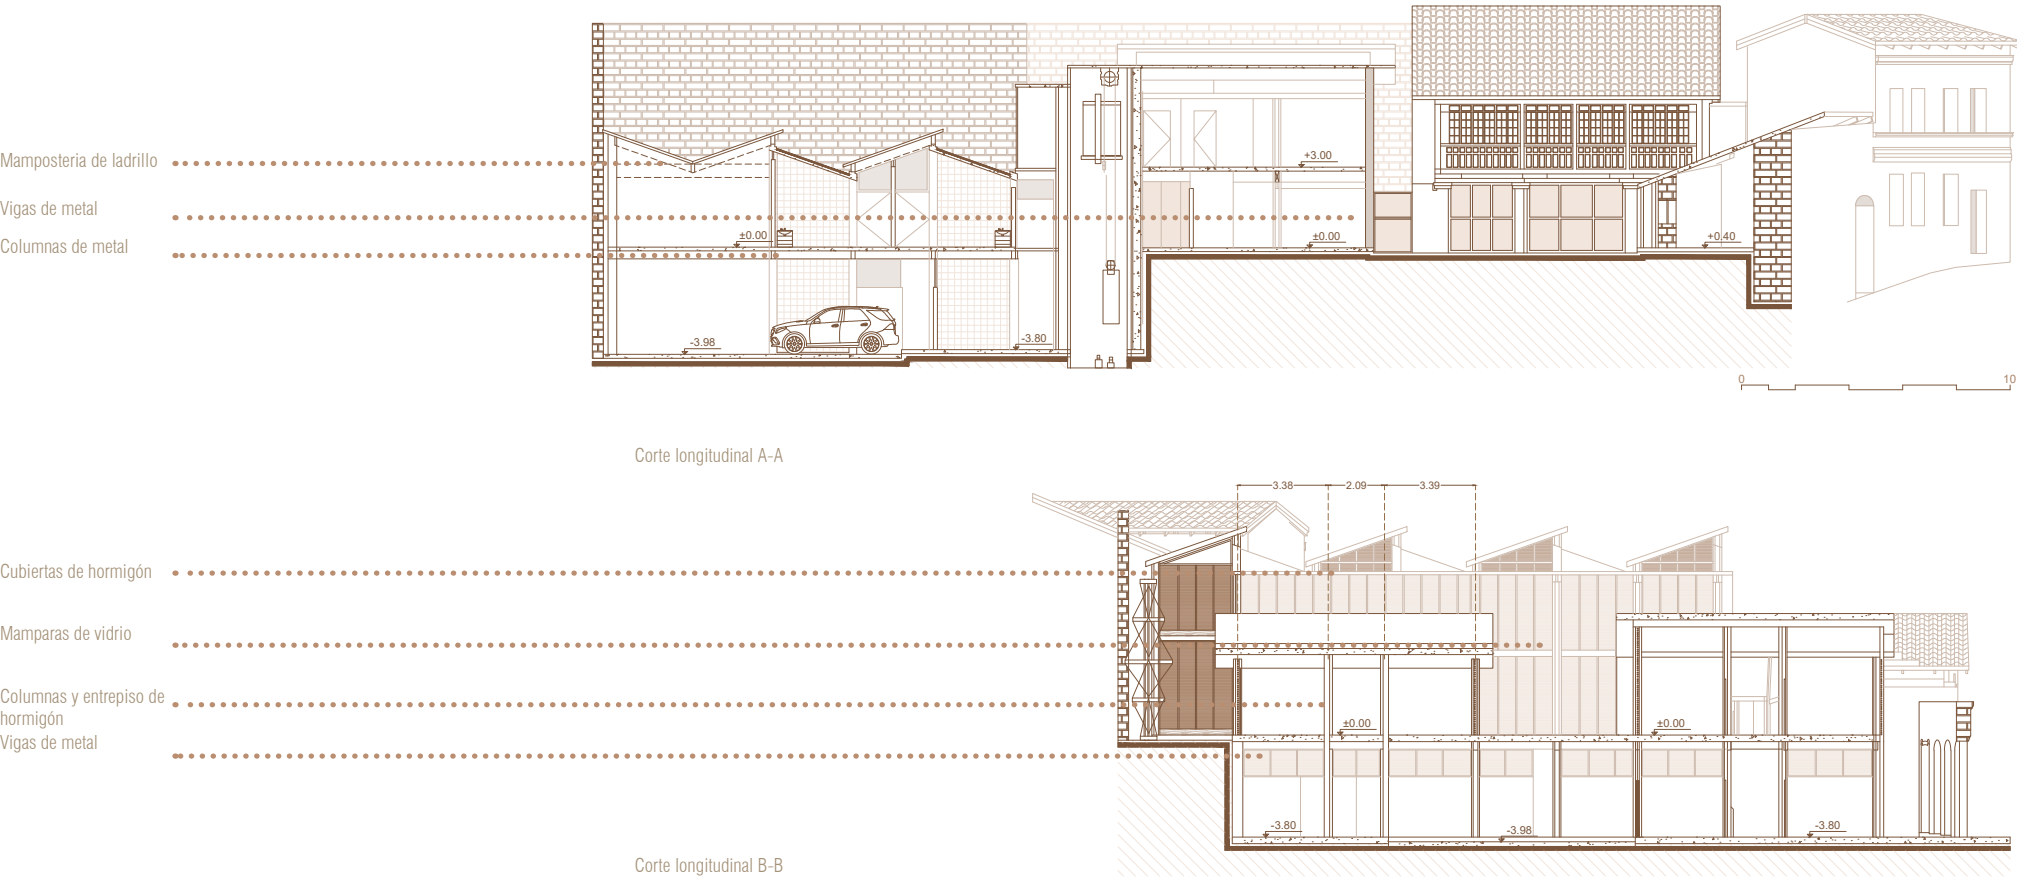 Mampostería de ladrillo
+3.00
Vigas de metal
±0.00
±0.00
+0.40
Columnas de metal
-3.98
-3.80
0
10
Corte longitudinal A-A
3.38
2.09
3.39
Cubiertas de hormigón
Mamparas de vidrio
Columnas y entrepiso de
hormigón
±0.00
±0.00
Vigas de metal
-3.80
-3.98
-3.80
Corte longitudinal B-B